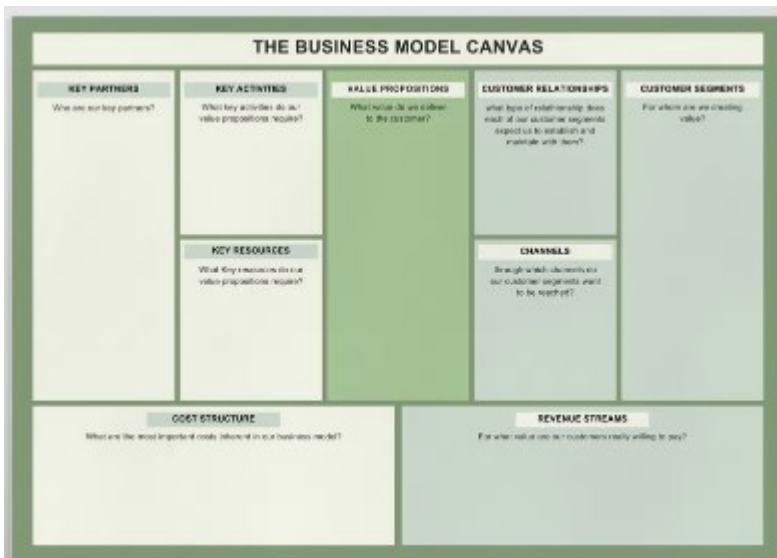 THE BUSINESS MODEL CANVAS
KEY PARTNERS
Who are our key partners?
KEY ACTIVITIES
What key activities do our
value propositions require?
KEY RESOURCES
What Key resources do our
value propositions require?
VALUE PROPOSITIONS
What value do we deliver
to the customer?
CUSTOMER RELATIONSHIPS
what type of relationship does
each of our customer segments
expect us to establish and
maintain with them?
CHANNELS
through which channels do
our customer segments want
to be reached?
CUSTOMER SEGMENTS
For whom are we creating
value?
COST STRUCTURE
What are the most important costs inherent in our business model?
REVENUE STREAMS
For what value are our customers really willing to pay?